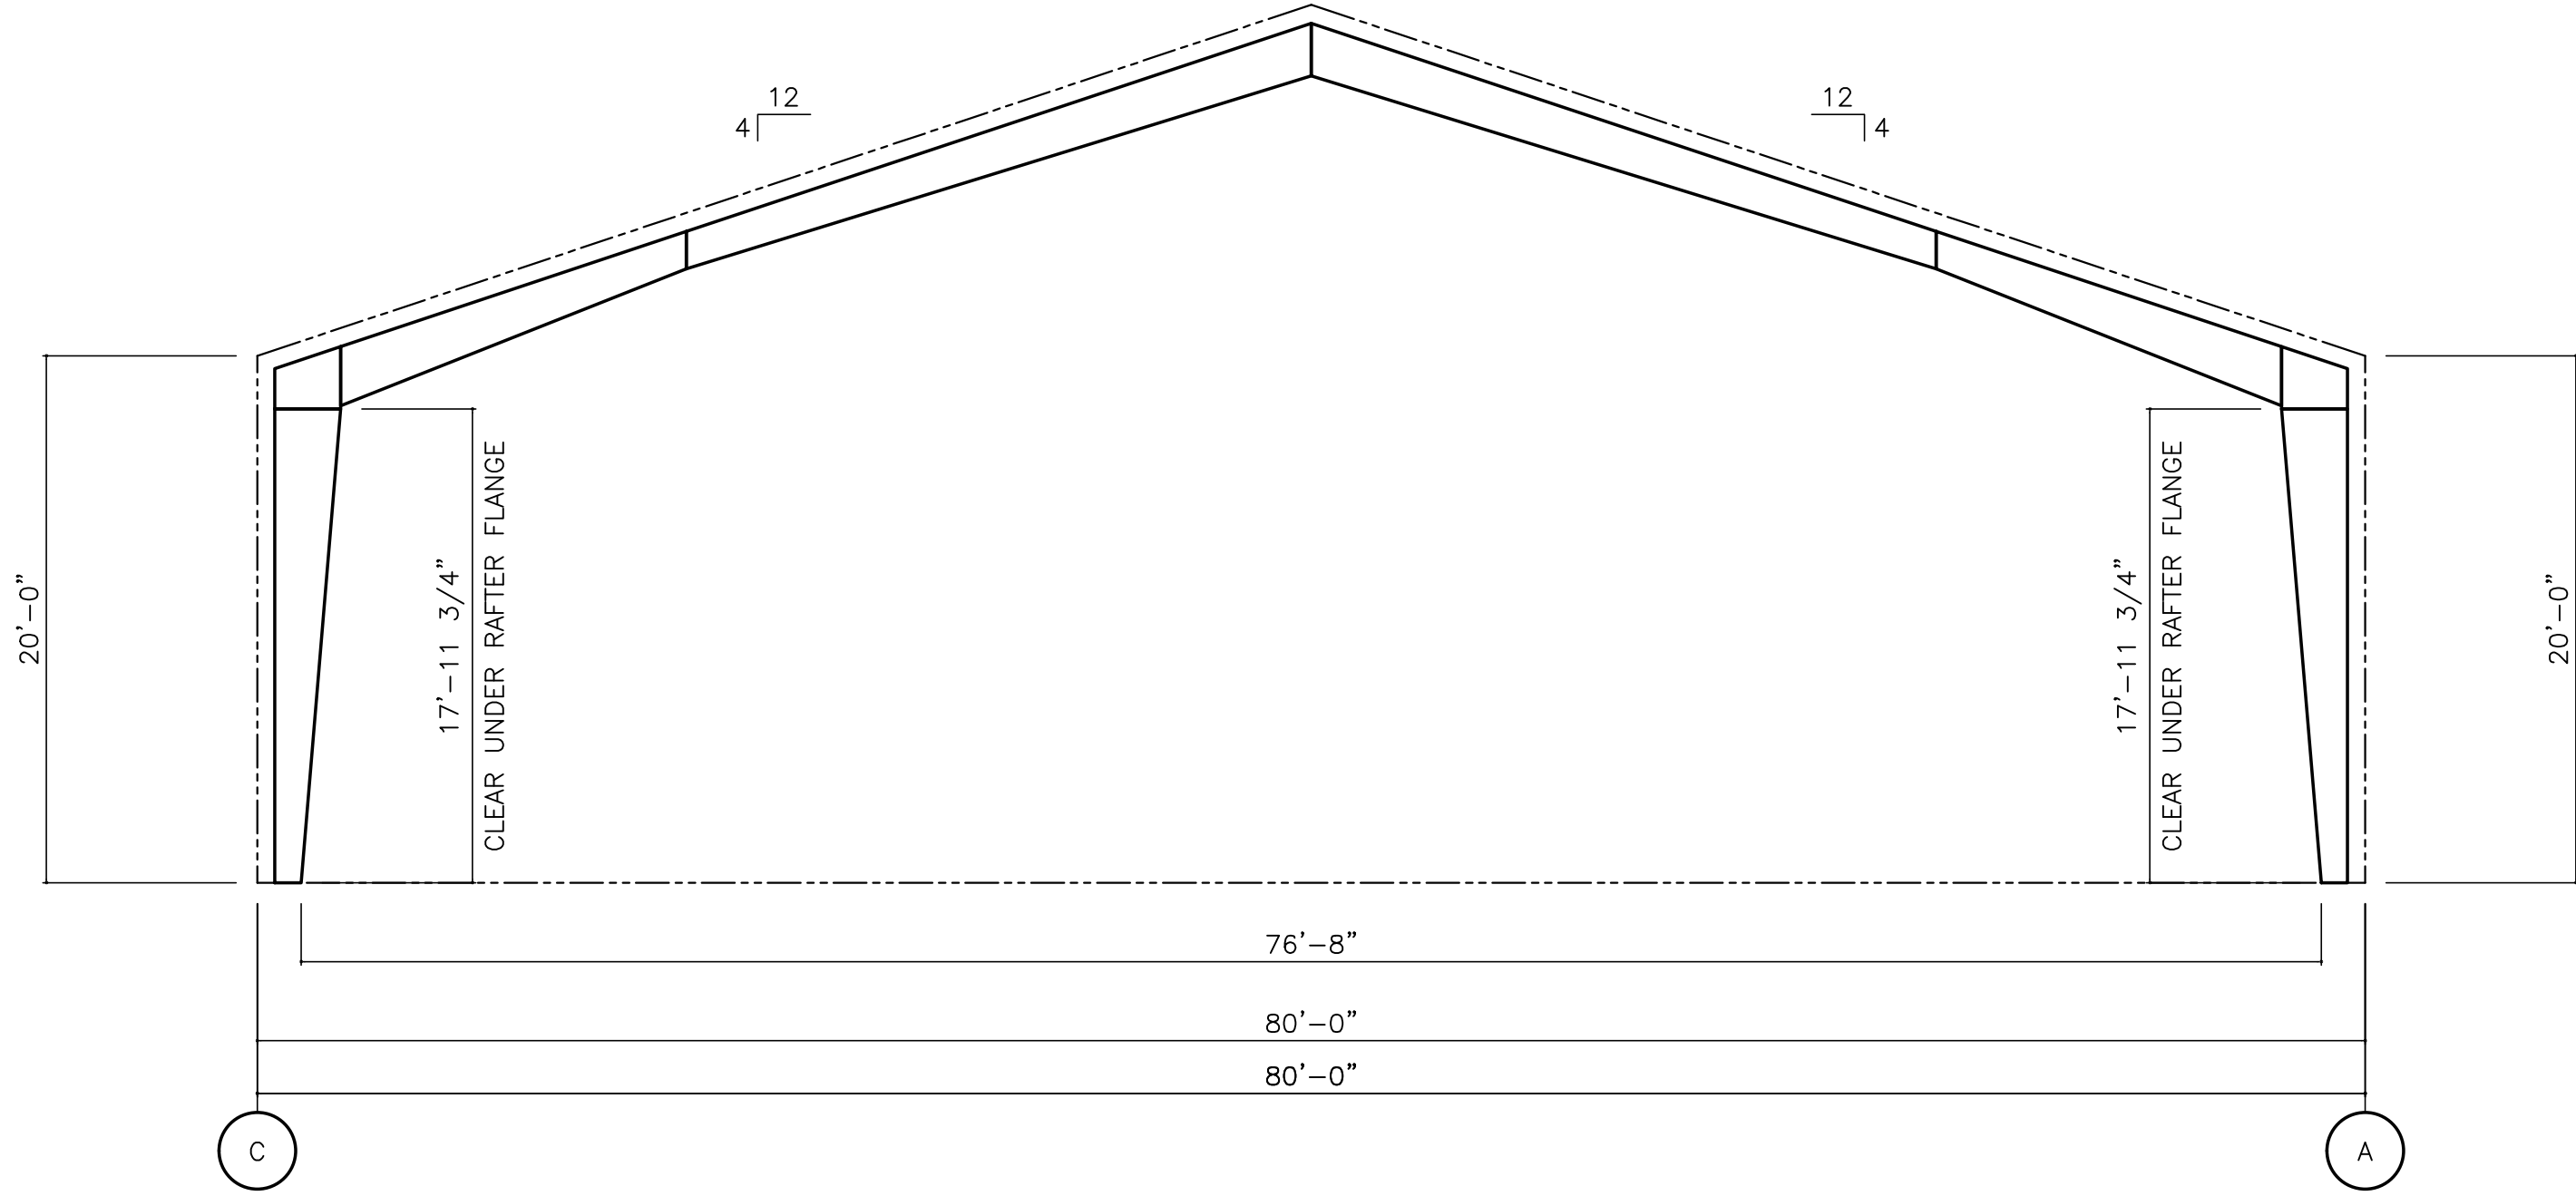 12
4
12
4
20'-0"
17'-11 3/4"
CLEAR UNDER RAFTER FLANGE
17'-11 3/4"
CLEAR UNDER RAFTER FLANGE
20'-0"
76'-8"
80'-0"
80'-0"
C
A